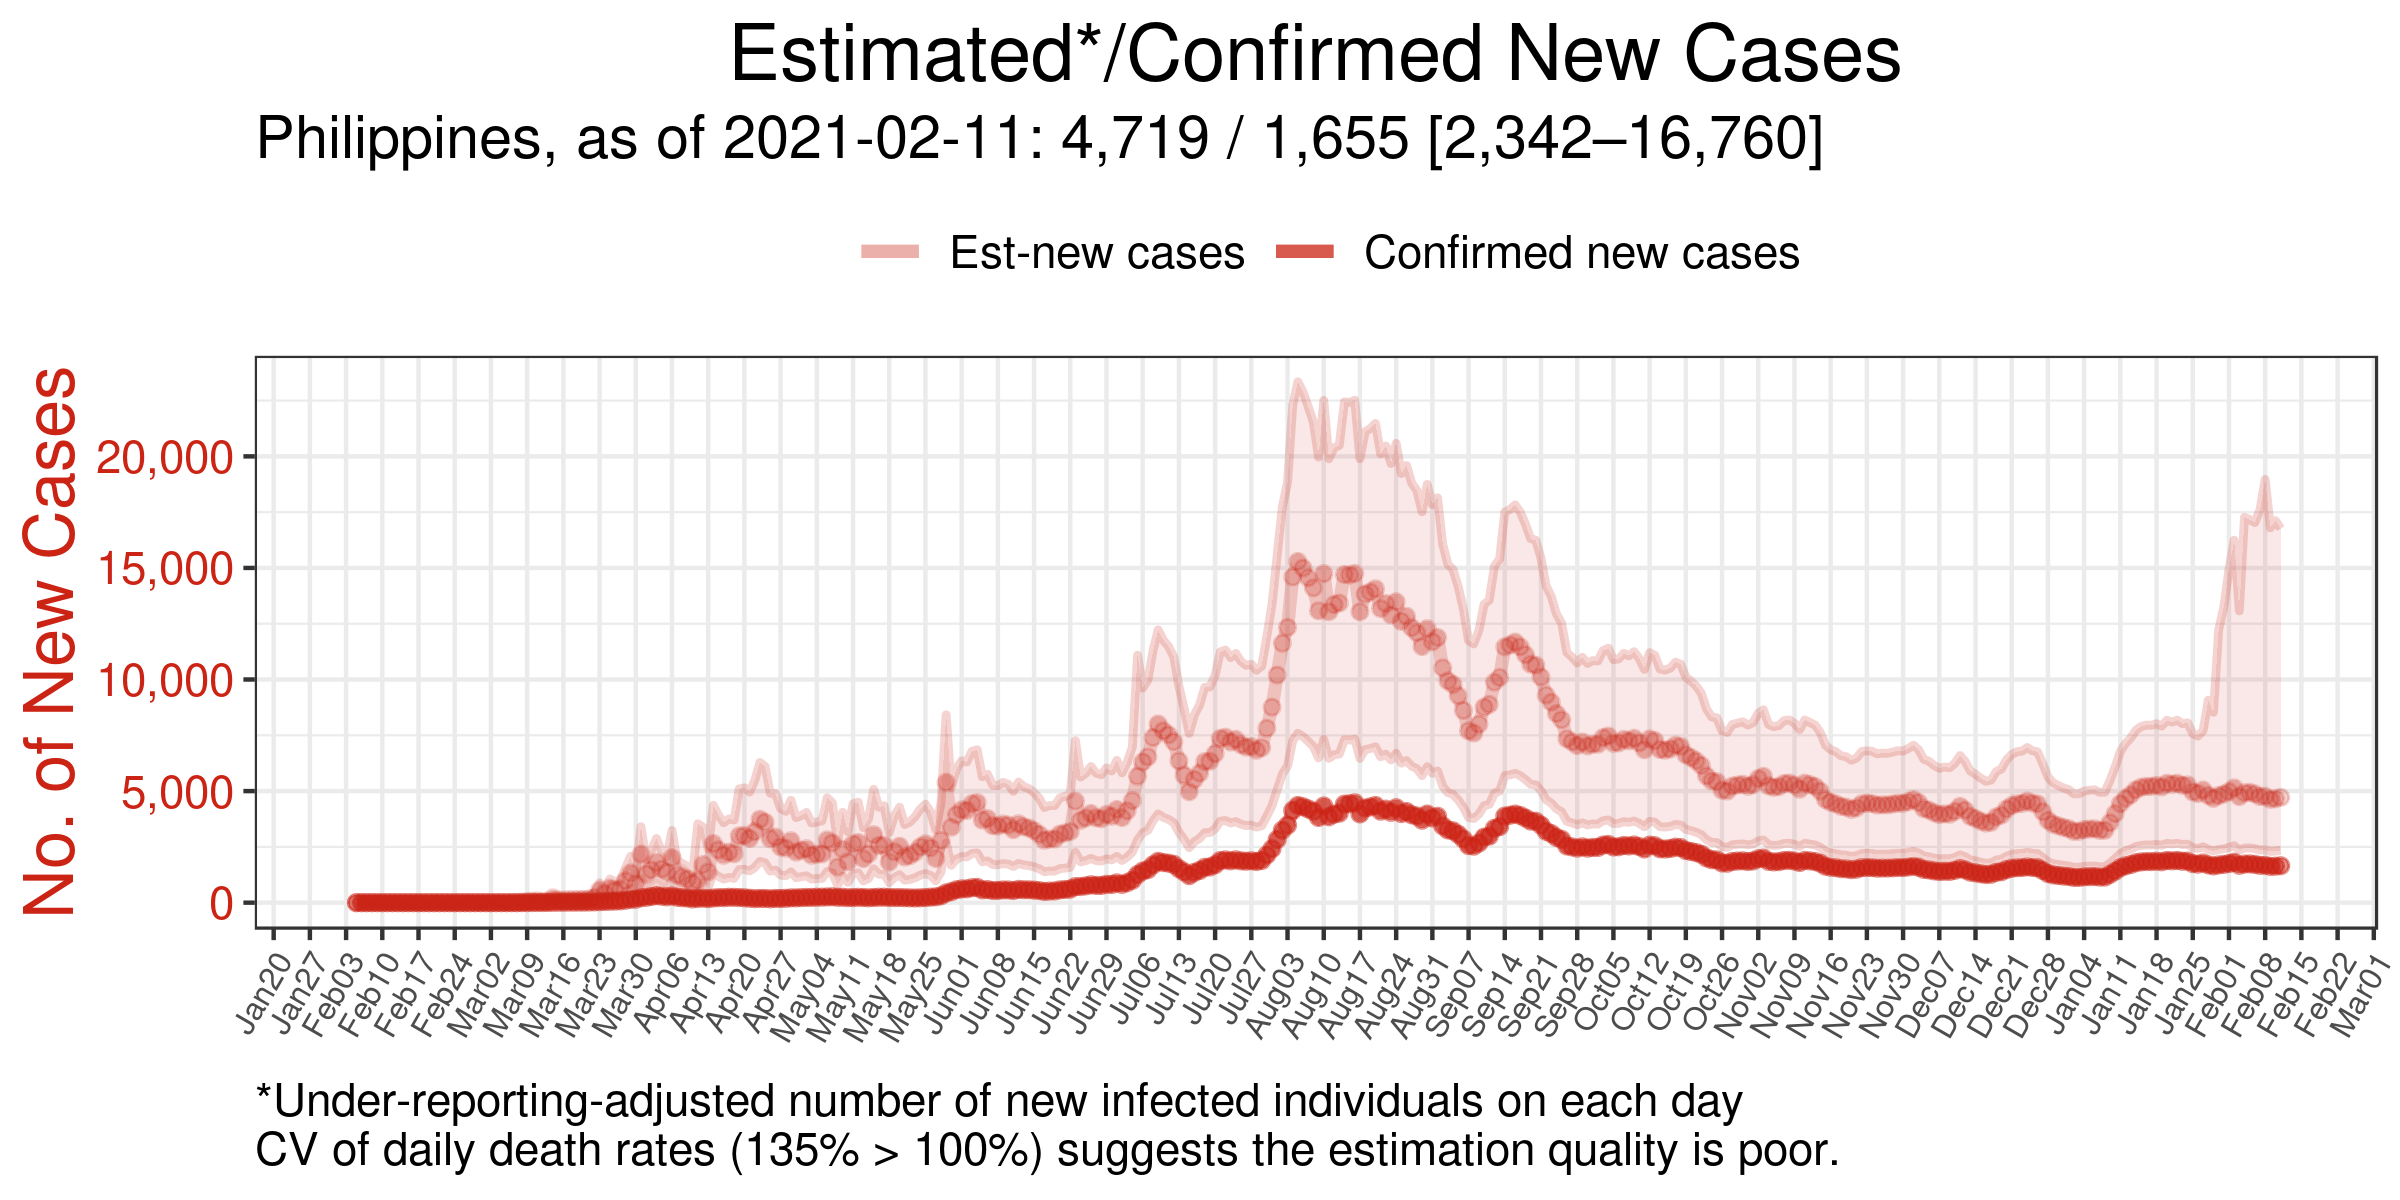 Estimated*/Confirmed New Cases
Philippines, as of 2021-02-11: 4,719 / 1,655 [2,342–16,760]
Est-new cases
Confirmed new cases
No. of New Cases
20,000
15,000
10,000
5,000
0
Jan20
Jan27
Feb03
Feb10
Feb17
Feb24
Mar02
Mar09
Mar16
Mar23
Mar30
Apr06
Apr13
Apr20
Apr27
May04
May11
May18
May25
Jun01
Jun08
Jun15
Jun22
Jun29
Jul06
Jul13
Jul20
Jul27
Aug03
Aug10
Aug17
Aug24
Aug31
Sep07
Sep14
Sep21
Sep28
Oct05
Oct12
Oct19
Oct26
Nov02
Nov09
Nov16
Nov23
Nov30
Dec07
Dec14
Dec21
Dec28
Jan04
Jan11
Jan18
Jan25
Feb01
Feb08
Feb15
Feb22
Mar01
*Under-reporting-adjusted number of new infected individuals on each day
CV of daily death rates (135% > 100%) suggests the estimation quality is poor.